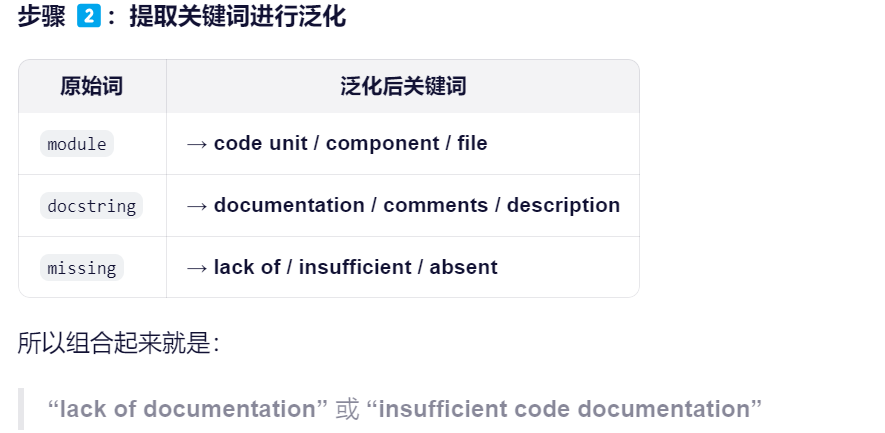 步骤 2️⃣：提取关键词进行泛化
原始词 泛化后关键词
module → code unit / component / file
docstring → documentation / comments / description
missing → lack of / insufficient / absent
所以组合起来就是：
“lack of documentation” 或 “insufficient code documentation”